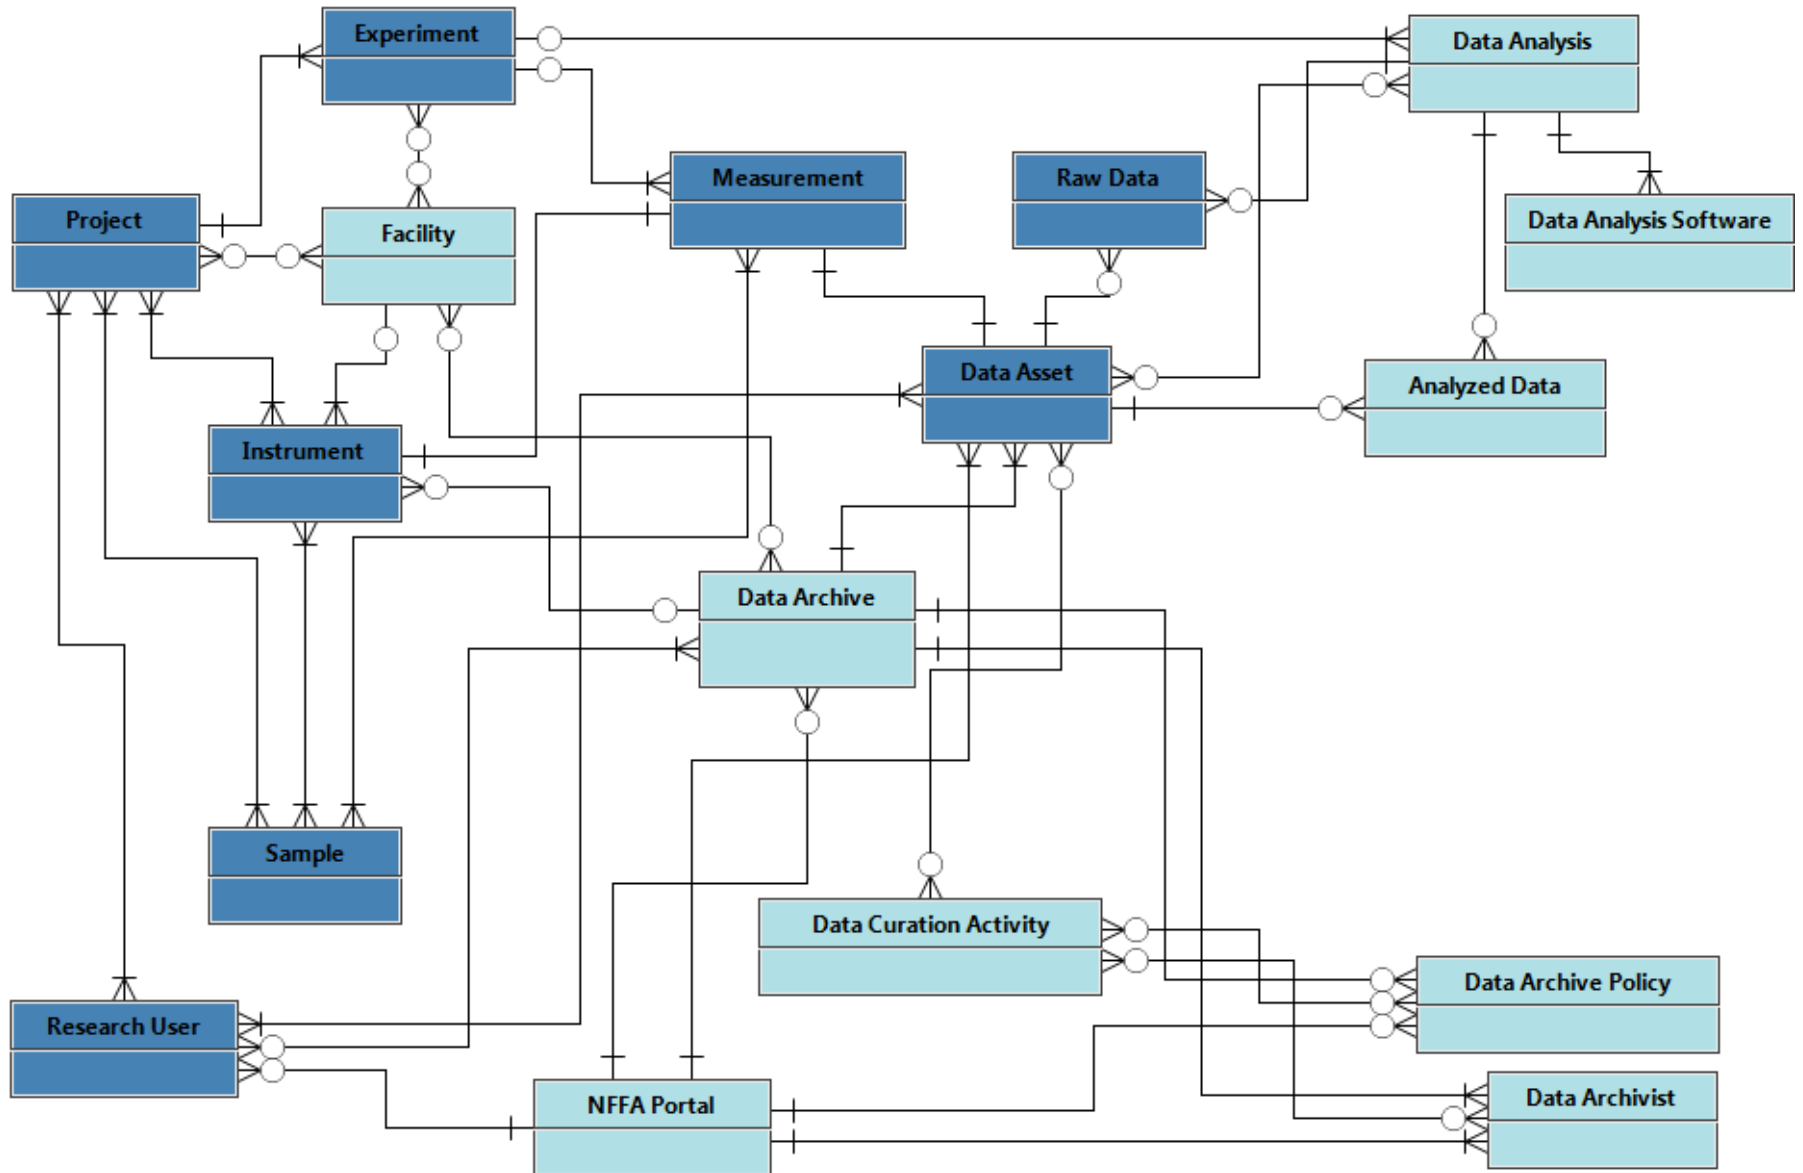 Experiment
Data Analysis
Measurement
Raw Data
Project
Facility
Data Analysis Software
Data Asset
Analyzed Data
Instrument
Data Archive
Sample
Data Curation Activity
Data Archive Policy
Research User
NFFA Portal
Data Archivist